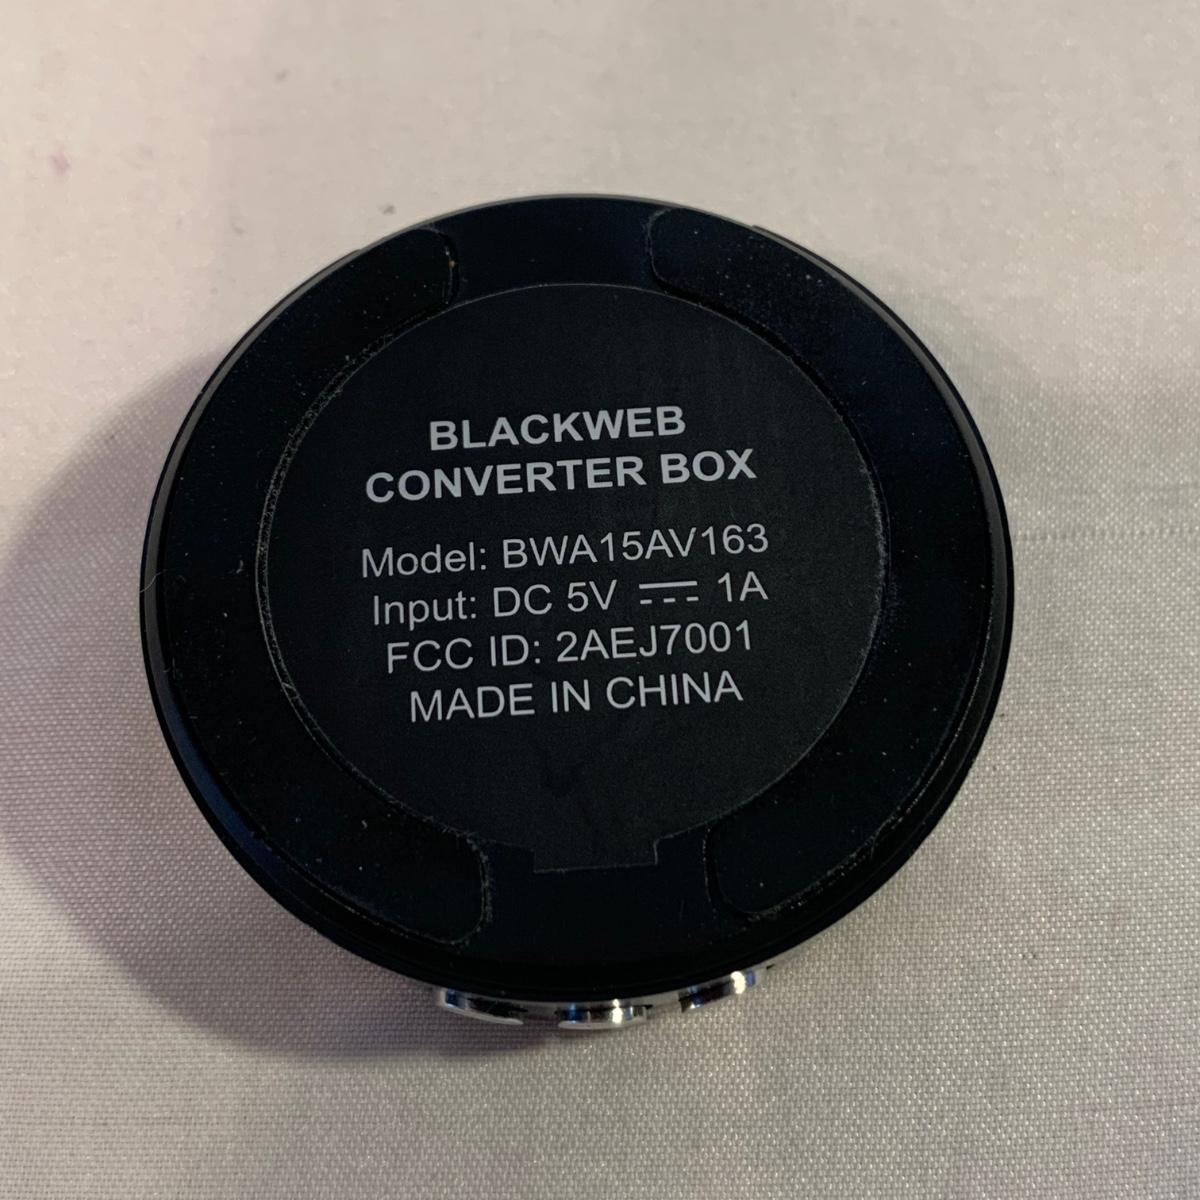 BLACKWEB
CONVERTER BOX
Model: BWA15AV163
Input: DC 5V ⎓ 1A
FCC ID: 2AEJ7001
MADE IN CHINA